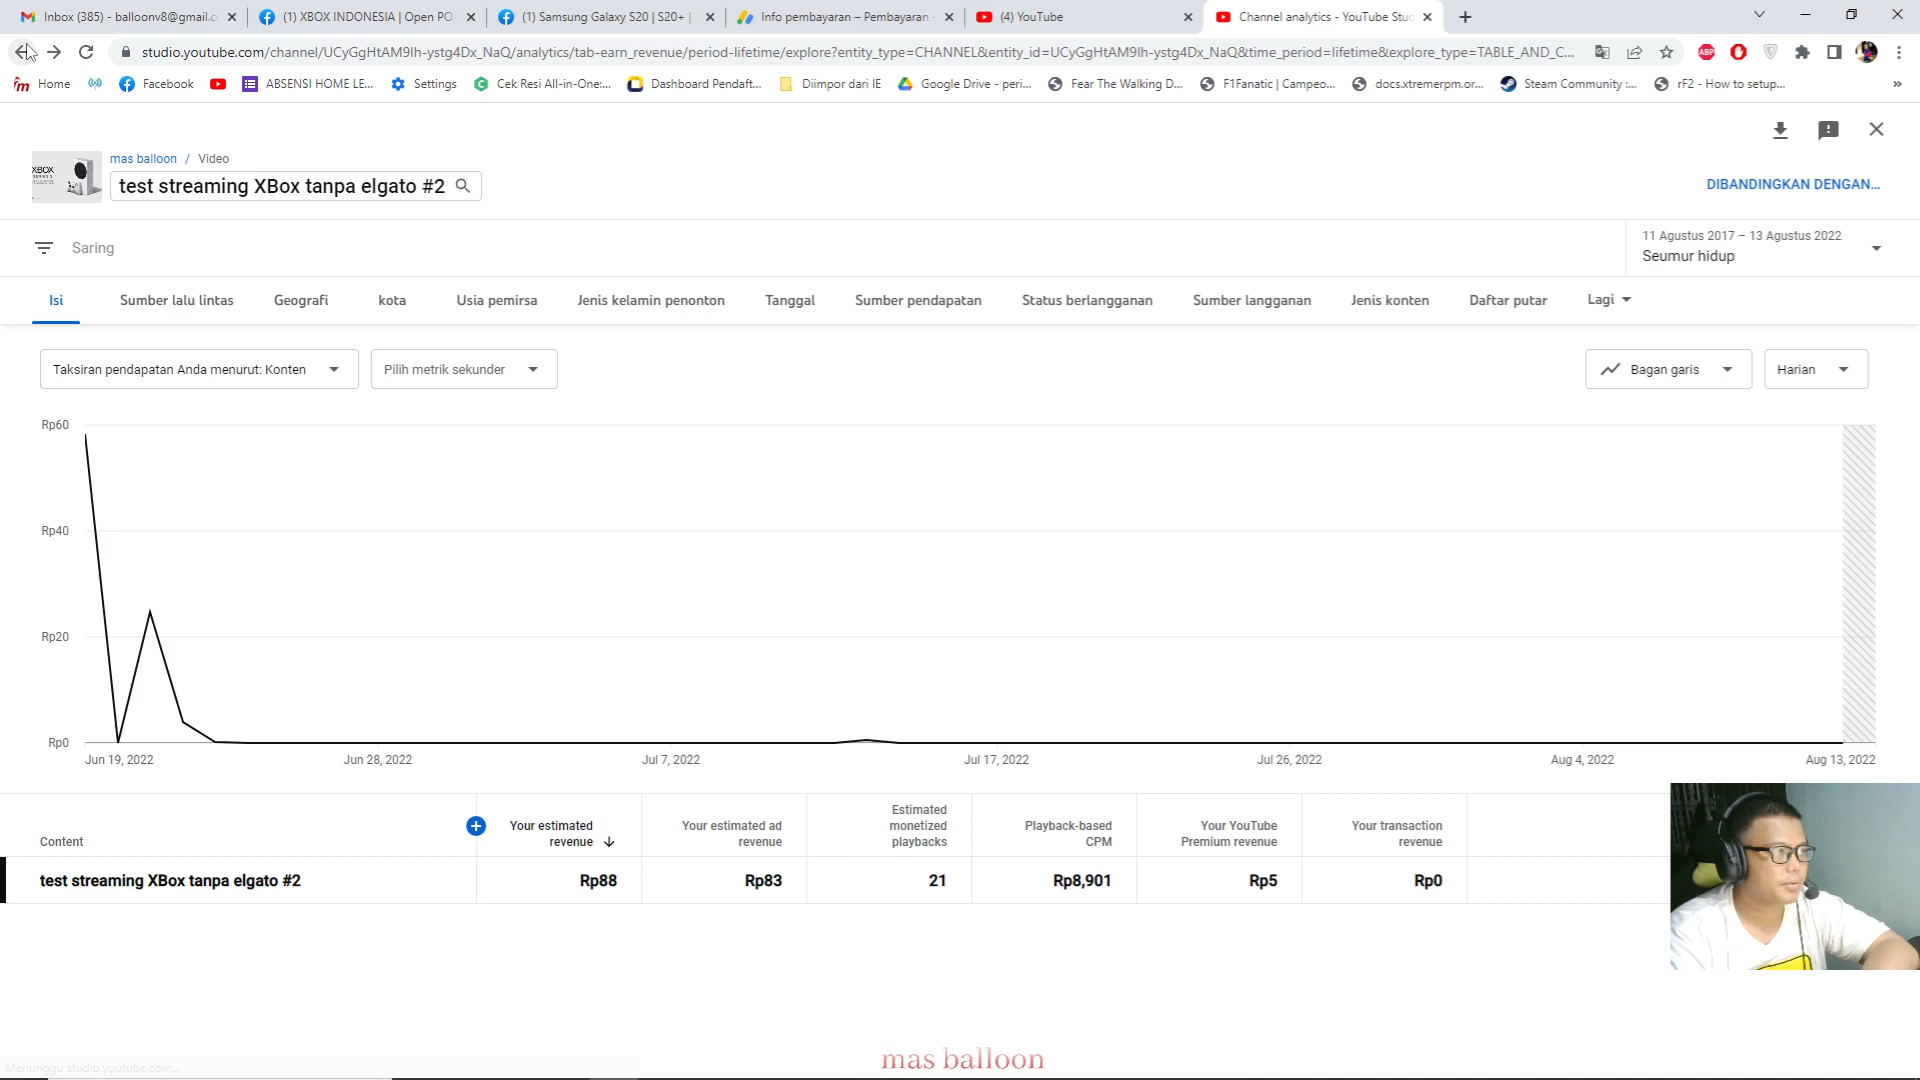 Inbox (385) - balloonv8@gmail.c
(1) XBOX INDONESIA | Open PO
(1) Samsung Galaxy S20 | S20+ |
Info pembayaran – Pembayaran -
(4) YouTube
Channel analytics - YouTube Stu
studio.youtube.com/channel/UCyGgHtAM9Ih-ystg4Dx_NaQ/analytics/tab-earn_revenue/period-lifetime/explore?entity_type=CHANNEL&entity_id=UCyGgHtAM9Ih-ystg4Dx_NaQ&time_period=lifetime&explore_type=TABLE_AND_C...
ABP
Home
Facebook
ABSENSI HOME LE...
Settings
Cek Resi All-in-One:...
Dashboard Pendaft...
Diimpor dari IE
Google Drive - peri...
Fear The Walking D...
F1Fanatic | Campeo...
docs.xtremerpm.or...
Steam Community :...
rF2 - How to setup...
XBOX
mas balloon / Video
test streaming XBox tanpa elgato #2
DIBANDINGKAN DENGAN...
Saring
11 Agustus 2017 – 13 Agustus 2022
Seumur hidup
Isi
Sumber lalu lintas
Geografi
kota
Usia pemirsa
Jenis kelamin penonton
Tanggal
Sumber pendapatan
Status berlangganan
Sumber langganan
Jenis konten
Daftar putar
Lagi
Taksiran pendapatan Anda menurut: Konten
Pilih metrik sekunder
Bagan garis
Harian
Rp60
Rp40
Rp20
Rp0
Jun 19, 2022
Jun 28, 2022
Jul 7, 2022
Jul 17, 2022
Jul 26, 2022
Aug 4, 2022
Aug 13, 2022
Content
Your estimated
revenue
Your estimated ad
revenue
Estimated
monetized
playbacks
Playback-based
CPM
Your YouTube
Premium revenue
Your transaction
revenue
test streaming XBox tanpa elgato #2
Rp88
Rp83
21
Rp8,901
Rp5
Rp0
mas balloon
Menunggu studio.youtube.com...